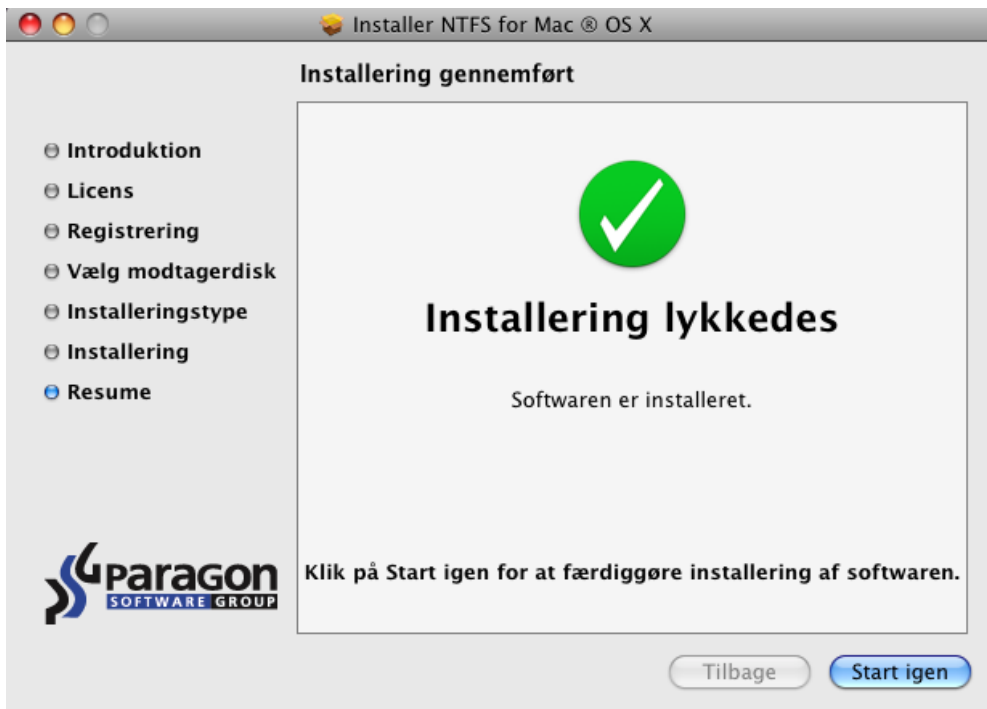 Installer NTFS for Mac ® OS X
Installering gennemført
Introduktion
Licens
Registrering
Vælg modtagerdisk
Installeringstype
Installering
Resume
Installering lykkedes
Softwaren er installeret.
Klik på Start igen for at færdiggøre installering af softwaren.
Paragon
SOFTWARE GROUP
Tilbage
Start igen